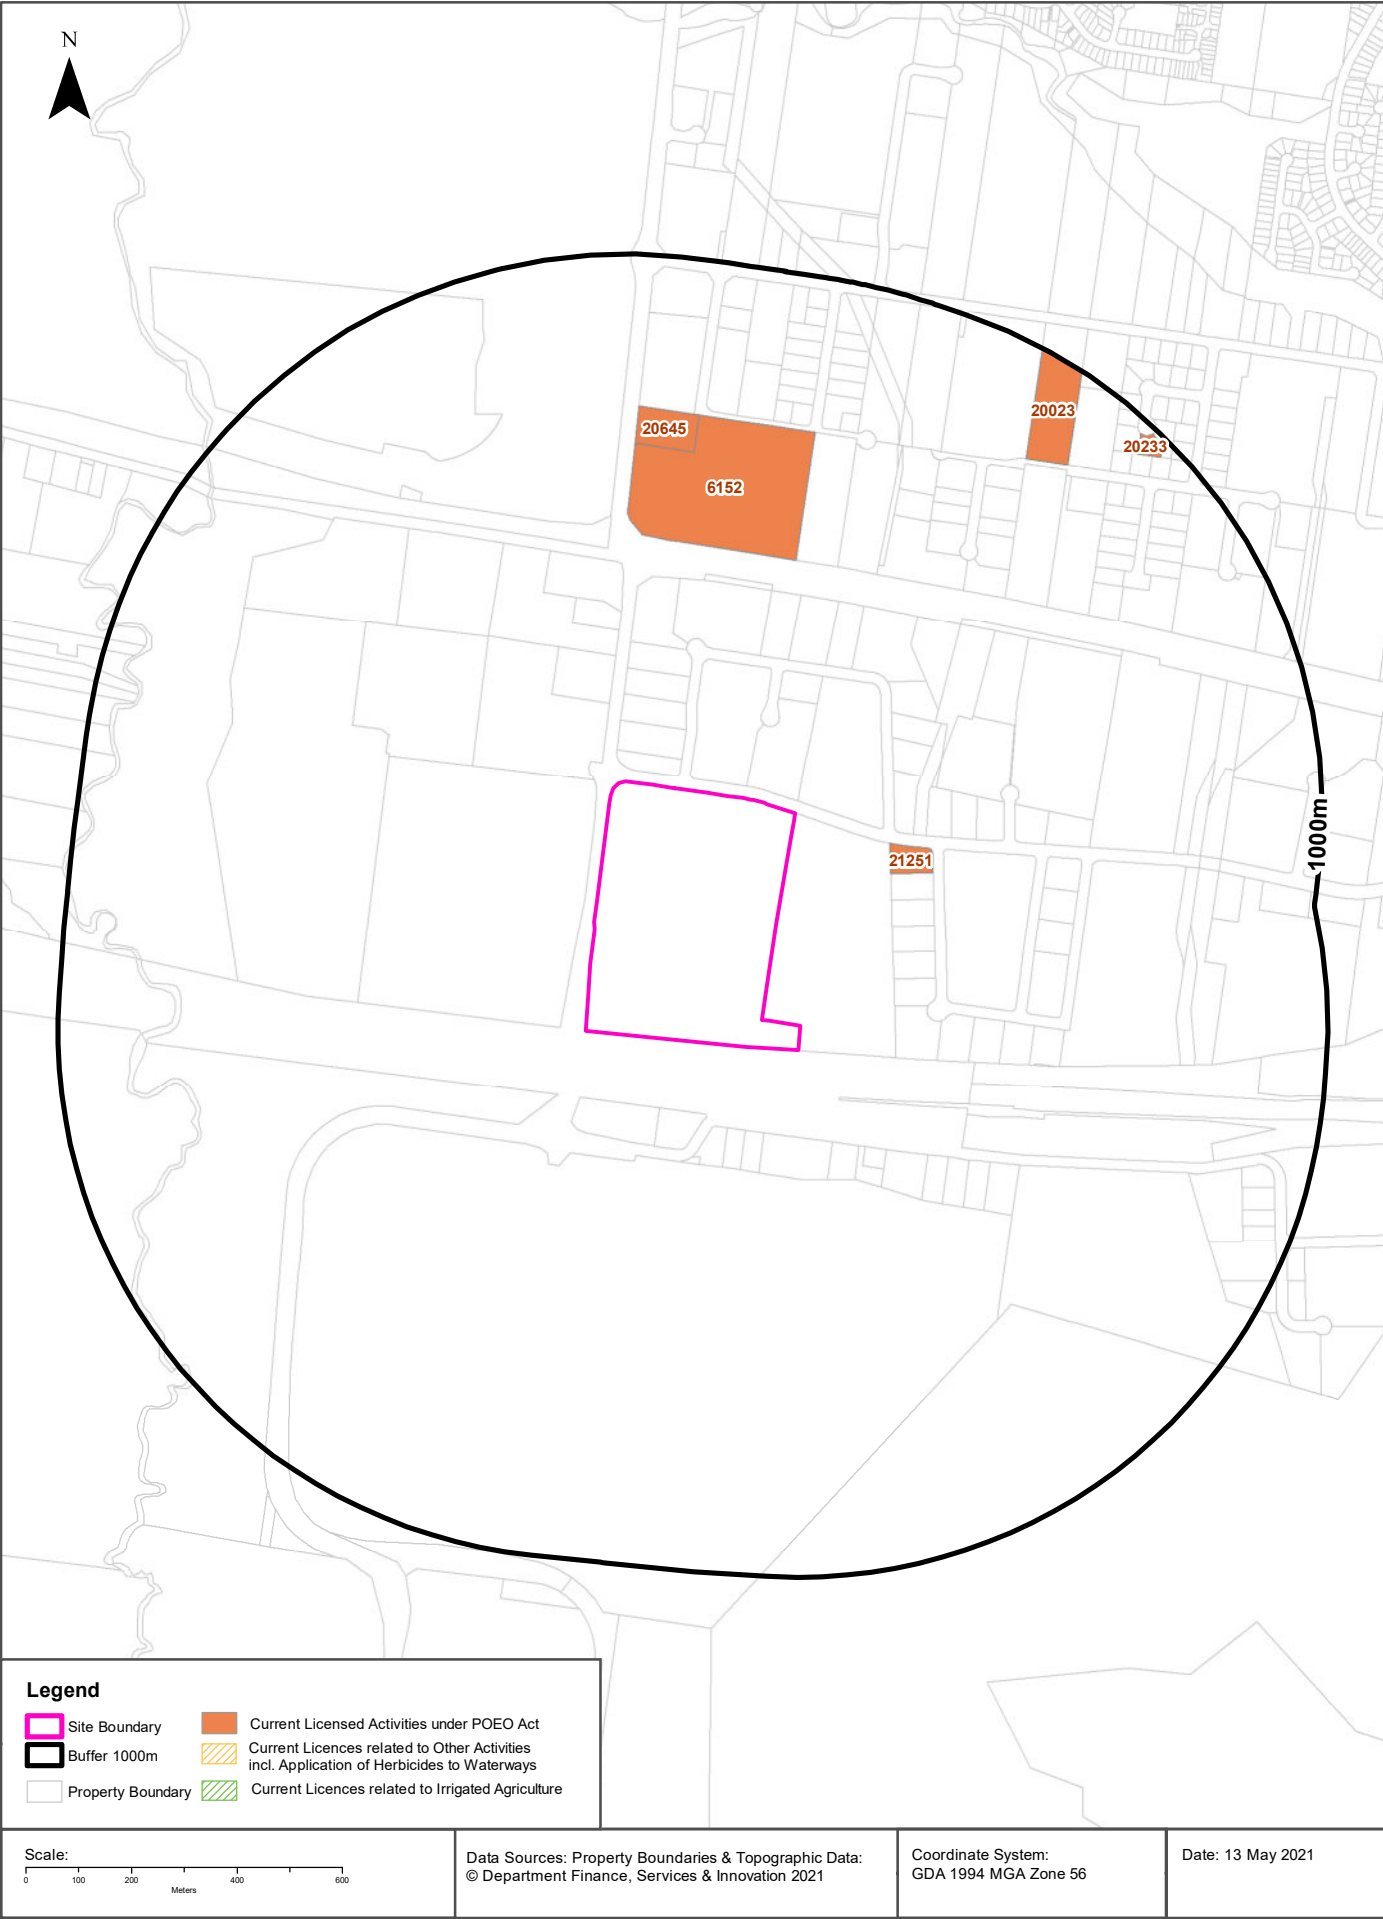 N
20023
20645
20233
6152
1000m
21251
Legend
Site Boundary
Buffer 1000m
Property Boundary
Current Licensed Activities under POEO Act
Current Licences related to Other Activities
incl. Application of Herbicides to Waterways
Current Licences related to Irrigated Agriculture
Scale:
0 100 200 400 600
Meters
Data Sources: Property Boundaries & Topographic Data:
© Department Finance, Services & Innovation 2021
Coordinate System:
GDA 1994 MGA Zone 56
Date: 13 May 2021